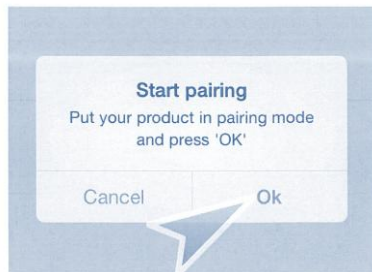 Start pairing
Put your product in pairing mode
and press 'OK'
Cancel
Ok